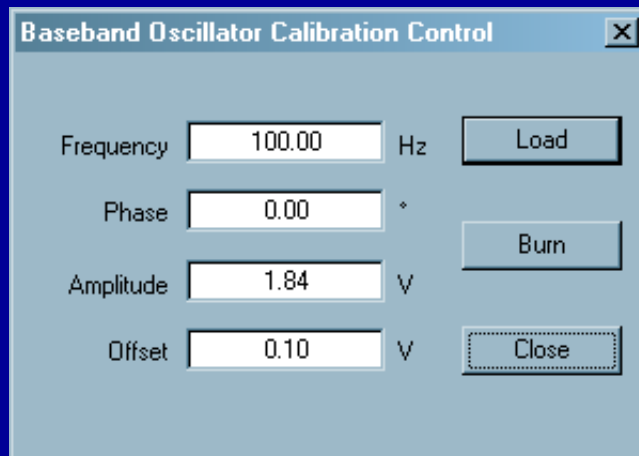 Baseband Oscillator Calibration Control
Frequency 100.00 Hz Load
Phase 0.00 °
Burn
Amplitude 1.84 V
Offset 0.10 V Close